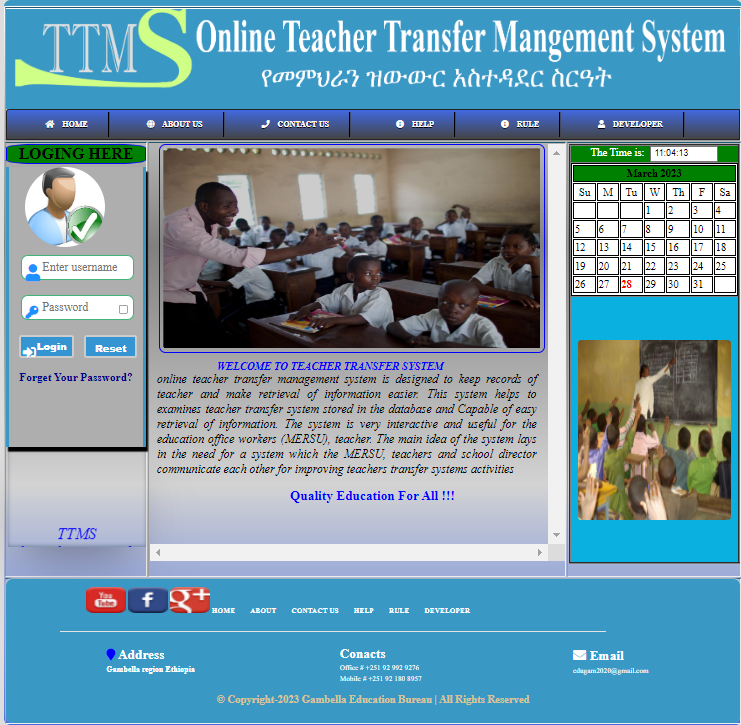 TTMS Online Teacher Transfer Mangement System
የመምህራን ዝውውር አስተዳደር ስርዓት
HOME ABOUT US CONTACT US HELP RULE DEVELOPER
LOGING HERE
Enter username
Password
Login Reset
Forget Your Password?
TTMS
WELCOME TO TEACHER TRANSFER SYSTEM
online teacher transfer management system is designed to keep records of
teacher and make retrieval of information easier. This system helps to
examines teacher transfer system stored in the database and Capable of easy
retrieval of information. The system is very interactive and useful for the
education office workers (MERSU), teacher. The main idea of the system lays
in the need for a system which the MERSU, teachers and school director
communicate each other for improving teachers transfer systems activities
Quality Education For All !!!
The Time is: 11:04:13
March 2023
Su M Tu W Th F Sa
1 2 3 4
5 6 7 8 9 10 11
12 13 14 15 16 17 18
19 20 21 22 23 24 25
26 27 28 29 30 31
You Tube f g+ HOME ABOUT CONTACT US HELP RULE DEVELOPER
Address
Gambella region Ethiopia
Conacts
Office # +251 92 992 9276
Mobile # +251 92 180 8957
Email
edugam2020@gmail.com
© Copyright-2023 Gambella Education Bureau | All Rights Reserved